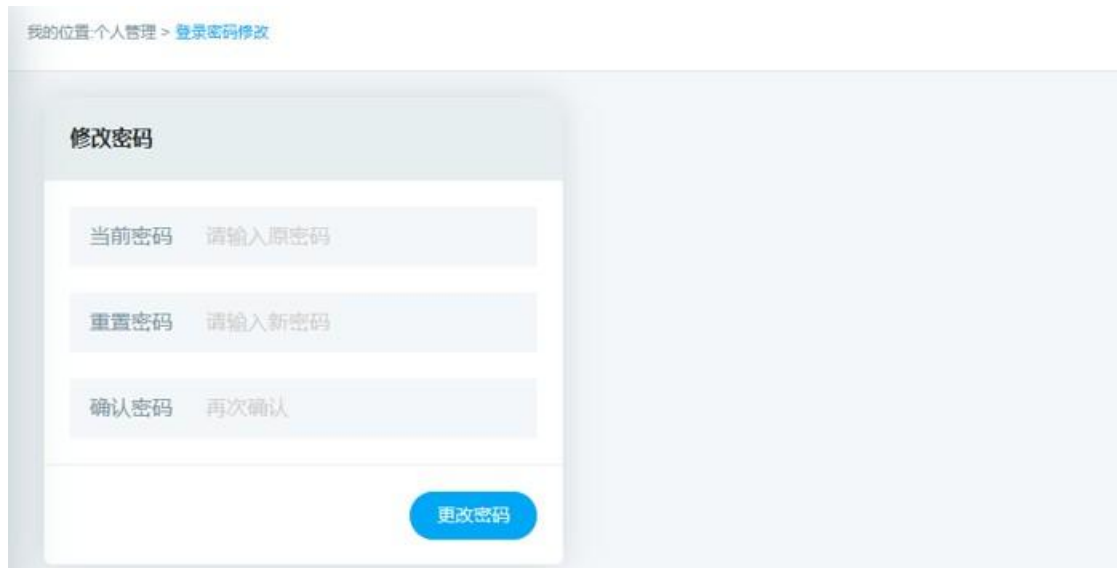 我的位置:个人管理 > 登录密码修改
修改密码
当前密码 请输入原密码
重置密码 请输入新密码
确认密码 再次确认
更改密码